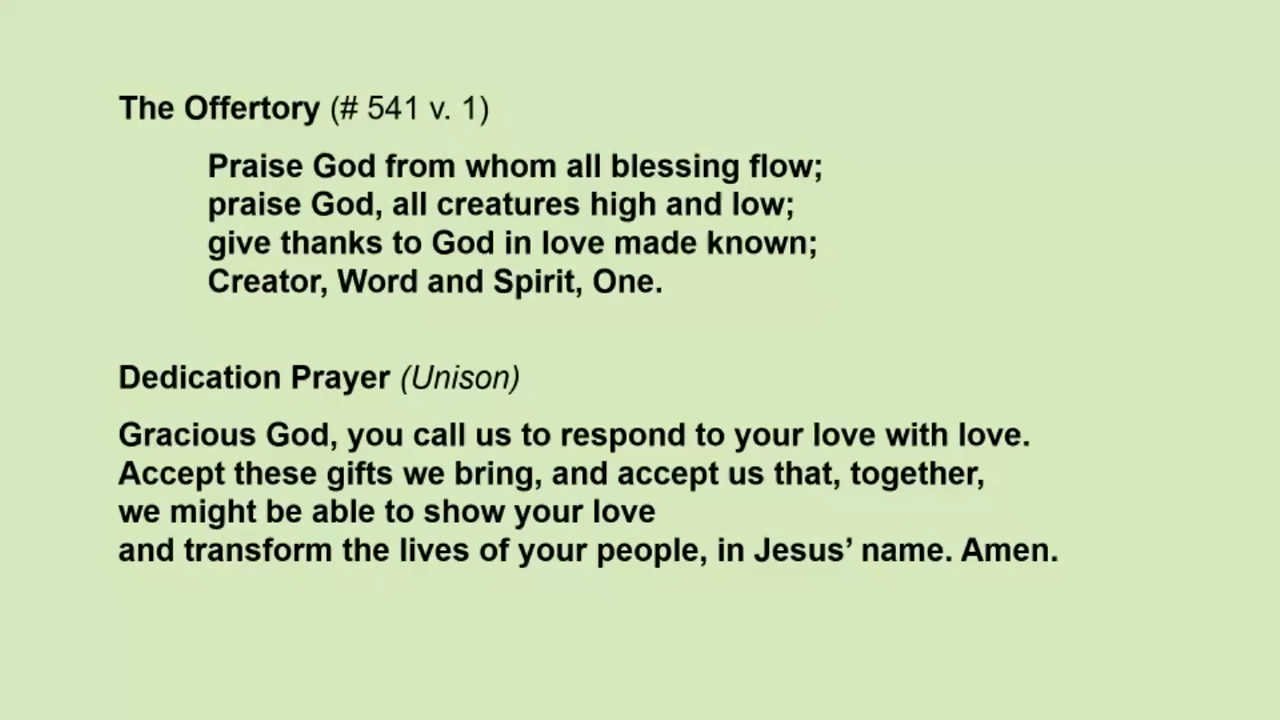 The Offertory (# 541 v. 1)
Praise God from whom all blessing flow;
praise God, all creatures high and low;
give thanks to God in love made known;
Creator, Word and Spirit, One.
Dedication Prayer (Unison)
Gracious God, you call us to respond to your love with love.
Accept these gifts we bring, and accept us that, together,
we might be able to show your love
and transform the lives of your people, in Jesus’ name. Amen.